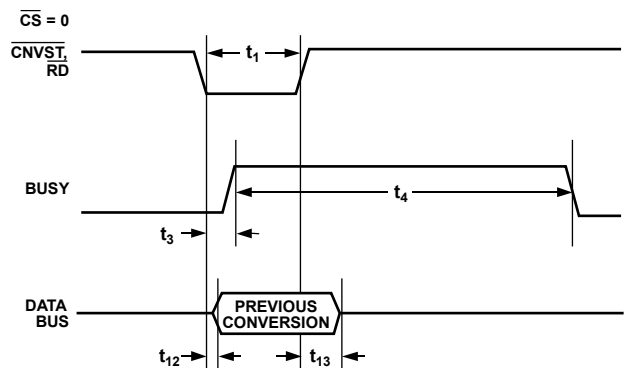 CS = 0
CNVST,
RD
t1
BUSY
t4
t3
DATA
BUS
PREVIOUS
CONVERSION
t12
t13